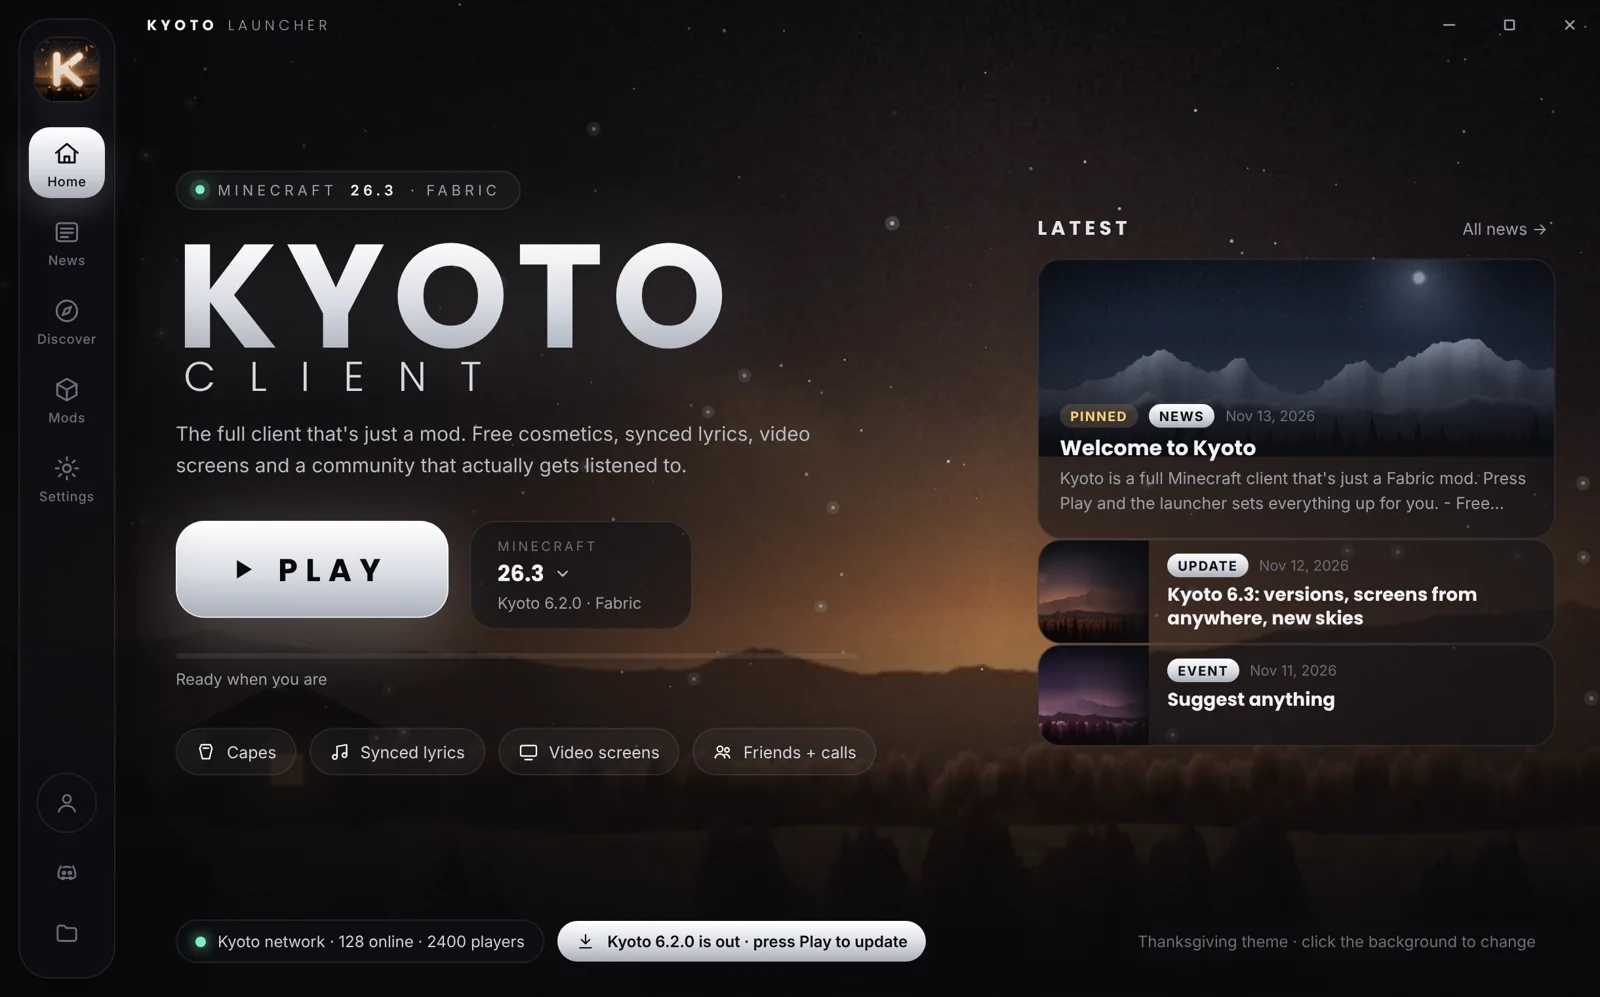 KYOTO LAUNCHER
K
Home
News
Discover
Mods
Settings
MINECRAFT 26.3 · FABRIC
KYOTO
CLIENT
The full client that's just a mod. Free cosmetics, synced lyrics, video
screens and a community that actually gets listened to.
PLAY
MINECRAFT
26.3
Kyoto 6.2.0 · Fabric
Ready when you are
Capes
Synced lyrics
Video screens
Friends + calls
LATEST
All news →
PINNED NEWS Nov 13, 2026
Welcome to Kyoto
Kyoto is a full Minecraft client that's just a Fabric mod. Press
Play and the launcher sets everything up for you. - Free...
UPDATE Nov 12, 2026
Kyoto 6.3: versions, screens from
anywhere, new skies
EVENT Nov 11, 2026
Suggest anything
Kyoto network · 128 online · 2400 players
Kyoto 6.2.0 is out · press Play to update
Thanksgiving theme · click the background to change